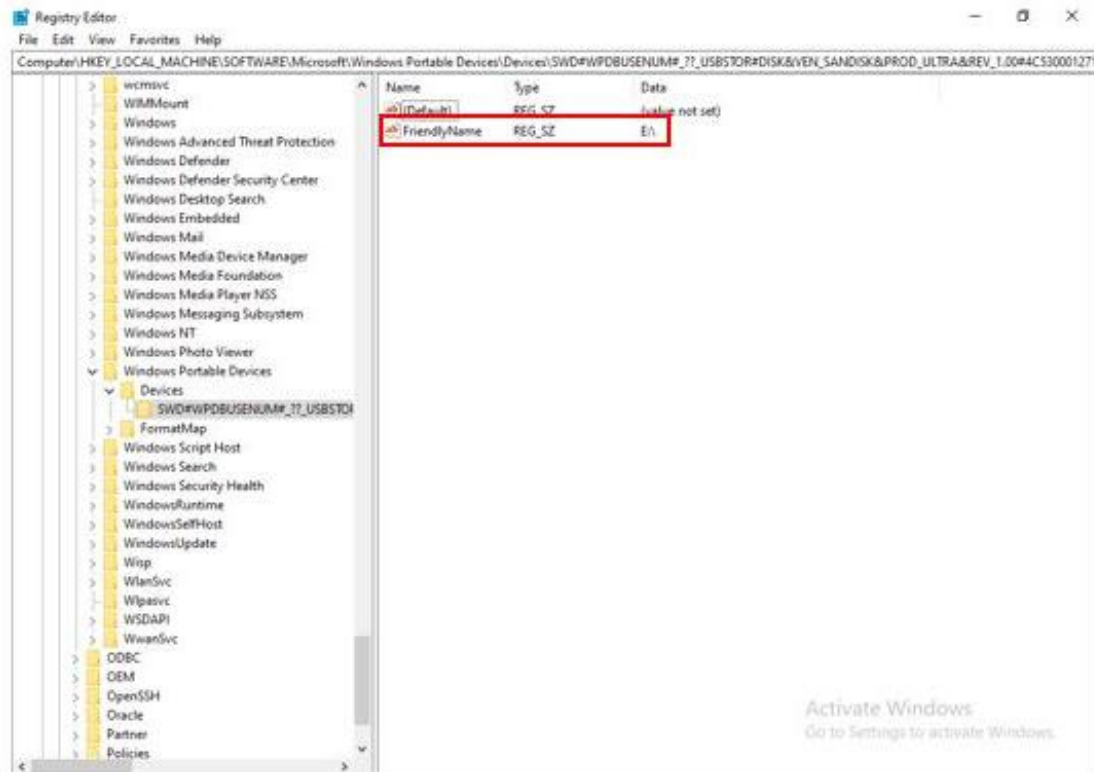 Registry Editor
File Edit View Favorites Help
Computer\HKEY_LOCAL_MACHINE\SOFTWARE\Microsoft\Windows Portable Devices\Devices\SWD#WPDBUSENUM#_??_USBSTOR#DISK&VEN_SANDISK&PROD_ULTRA&REV_1.00#4C53000127
Name Type Data
(Default) REG_SZ (value not set)
FriendlyName REG_SZ E:\
wcmsvc
WIMMount
Windows
Windows Advanced Threat Protection
Windows Defender
Windows Defender Security Center
Windows Desktop Search
Windows Embedded
Windows Mail
Windows Media Device Manager
Windows Media Foundation
Windows Media Player NSS
Windows Messaging Subsystem
Windows NT
Windows Photo Viewer
Windows Portable Devices
Devices
SWD#WPDBUSENUM#_??_USBSTOR
FormatMap
Windows Script Host
Windows Search
Windows Security Health
WindowsRuntime
WindowsSelfHost
WindowsUpdate
Wisp
WlanSvc
Wlpasvc
WSDAPI
WwanSvc
ODBC
OEM
OpenSSH
Oracle
Partner
Policies
Activate Windows
Go to Settings to activate Windows.